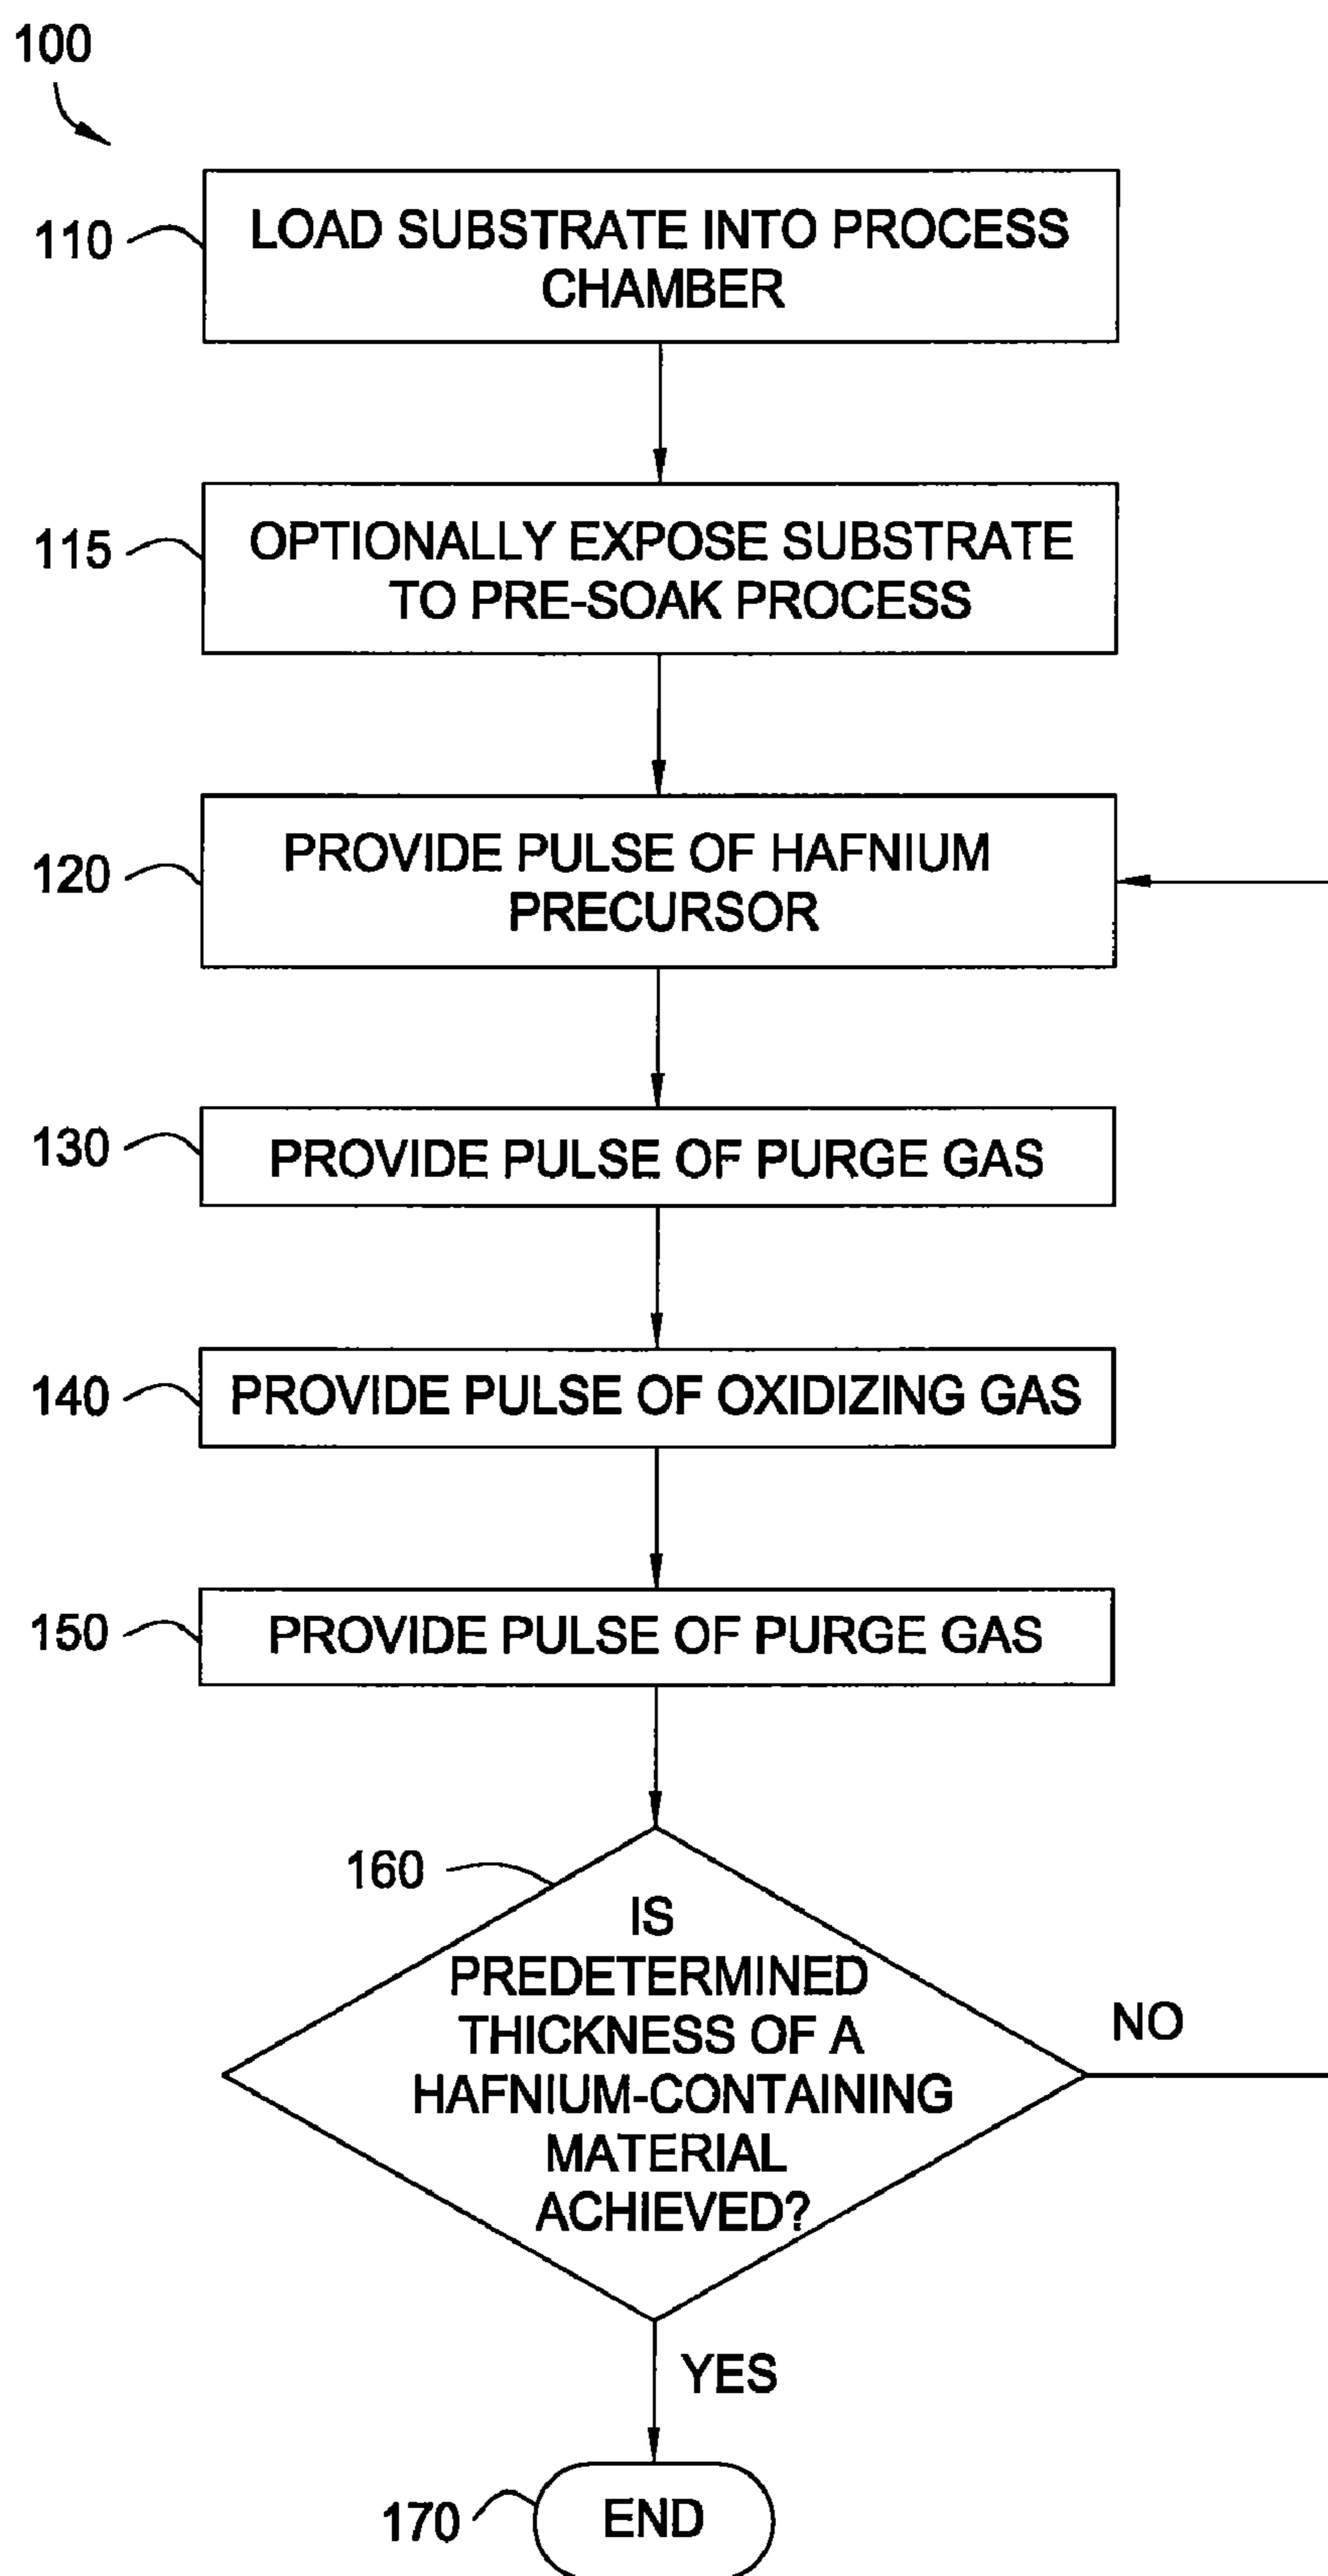 100
110
LOAD SUBSTRATE INTO PROCESS
CHAMBER
115
OPTIONALLY EXPOSE SUBSTRATE
TO PRE-SOAK PROCESS
120
PROVIDE PULSE OF HAFNIUM
PRECURSOR
130
PROVIDE PULSE OF PURGE GAS
140
PROVIDE PULSE OF OXIDIZING GAS
150
PROVIDE PULSE OF PURGE GAS
160
IS
PREDETERMINED
THICKNESS OF A
HAFNIUM-CONTAINING
MATERIAL
ACHIEVED?
NO
YES
170
END